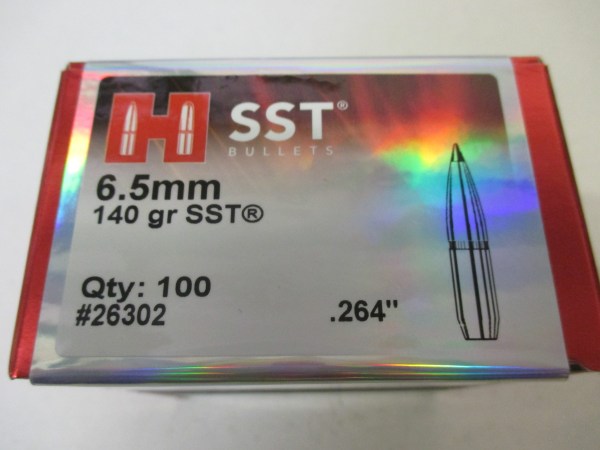 H SST®
BULLETS
6.5mm
140 gr SST®
Qty: 100
#26302
.264"